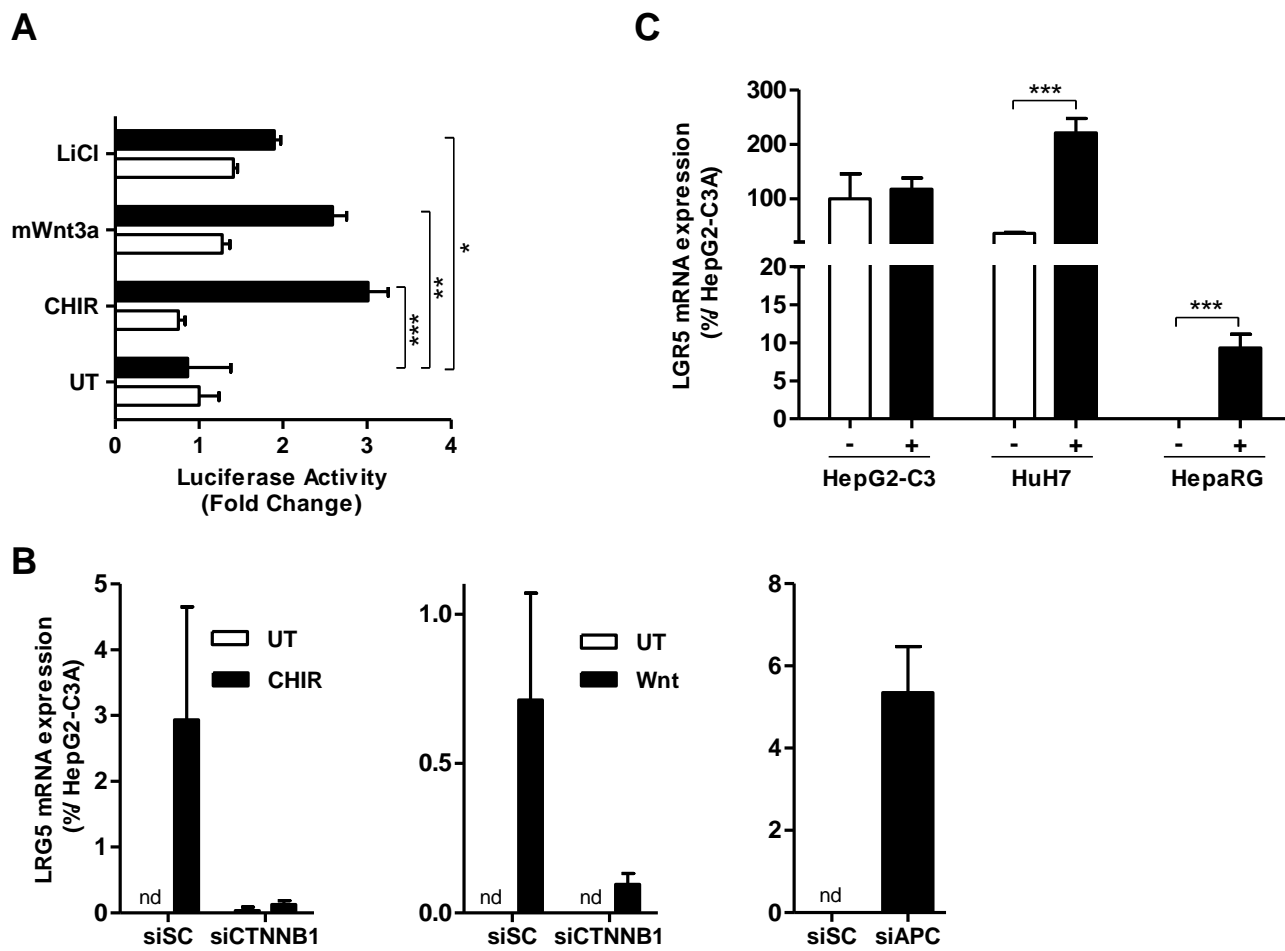 A
LiCl
mWnt3a
CHIR
UT
***
**
*
0 1 2 3 4
Luciferase Activity
(Fold Change)
C
LGR5 mRNA expression
(%/ HepG2-C3A)
300
200
100
20
15
10
5
0
***
***
- + - + - +
HepG2-C3 HuH7 HepaRG
B
LRG5 mRNA expression
(%/ HepG2-C3A)
5
4
3
2
1
0
UT
CHIR
nd
siSC siCTNNB1
1.0
0.5
0.0
UT
Wnt
nd nd
siSC siCTNNB1
8
6
4
2
0
nd
siSC siAPC